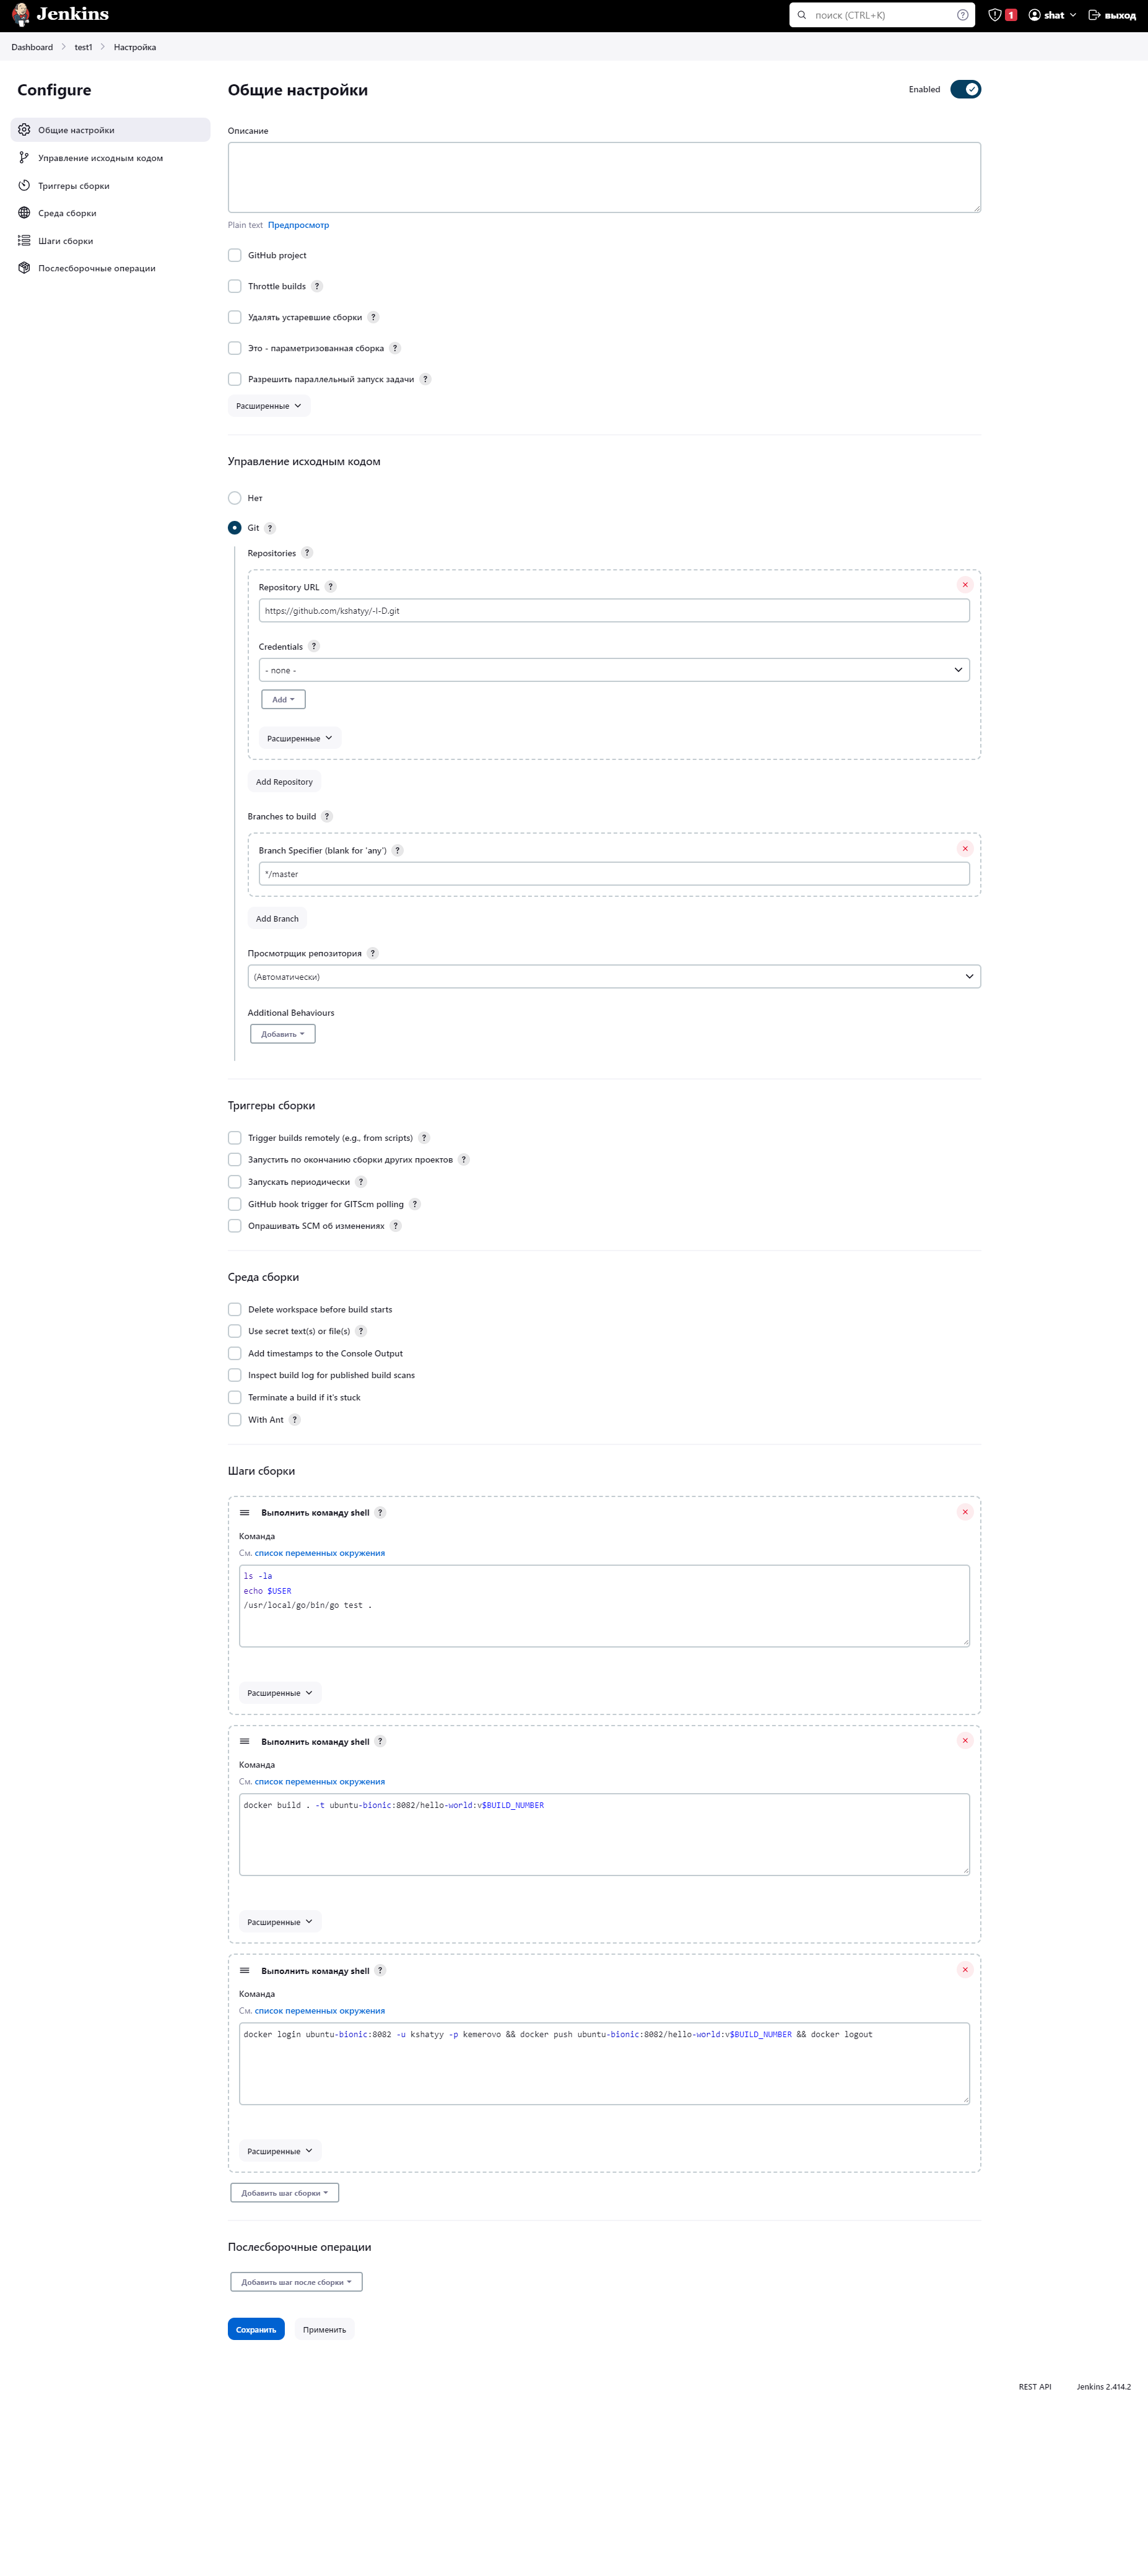 Jenkins
поиск (CTRL+K)
?
1
shat
выход
Dashboard
test1
Настройка
Configure
Общие настройки
Управление исходным кодом
Триггеры сборки
Среда сборки
Шаги сборки
Послесборочные операции
Общие настройки
Enabled
Описание
Plain text Предпросмотр
GitHub project
Throttle builds ?
Удалять устаревшие сборки ?
Это - параметризованная сборка ?
Разрешить параллельный запуск задачи ?
Расширенные
Управление исходным кодом
Нет
Git ?
Repositories ?
Repository URL ?
https://github.com/kshatyy/-I-D.git
Credentials ?
- none -
Add
Расширенные
Add Repository
Branches to build ?
Branch Specifier (blank for 'any') ?
*/master
Add Branch
Просмотрщик репозитория ?
(Автоматически)
Additional Behaviours
Добавить
Триггеры сборки
Trigger builds remotely (e.g., from scripts) ?
Запустить по окончанию сборки других проектов ?
Запускать периодически ?
GitHub hook trigger for GITScm polling ?
Опрашивать SCM об изменениях ?
Среда сборки
Delete workspace before build starts
Use secret text(s) or file(s) ?
Add timestamps to the Console Output
Inspect build log for published build scans
Terminate a build if it's stuck
With Ant ?
Шаги сборки
Выполнить команду shell ?
Команда
См. список переменных окружения
ls -la
echo $USER
/usr/local/go/bin/go test .
Расширенные
Выполнить команду shell ?
Команда
См. список переменных окружения
docker build . -t ubuntu-bionic:8082/hello-world:v$BUILD_NUMBER
Расширенные
Выполнить команду shell ?
Команда
См. список переменных окружения
docker login ubuntu-bionic:8082 -u kshatyy -p kemerovo && docker push ubuntu-bionic:8082/hello-world:v$BUILD_NUMBER && docker logout
Расширенные
Добавить шаг сборки
Послесборочные операции
Добавить шаг после сборки
Сохранить
Применить
REST API
Jenkins 2.414.2